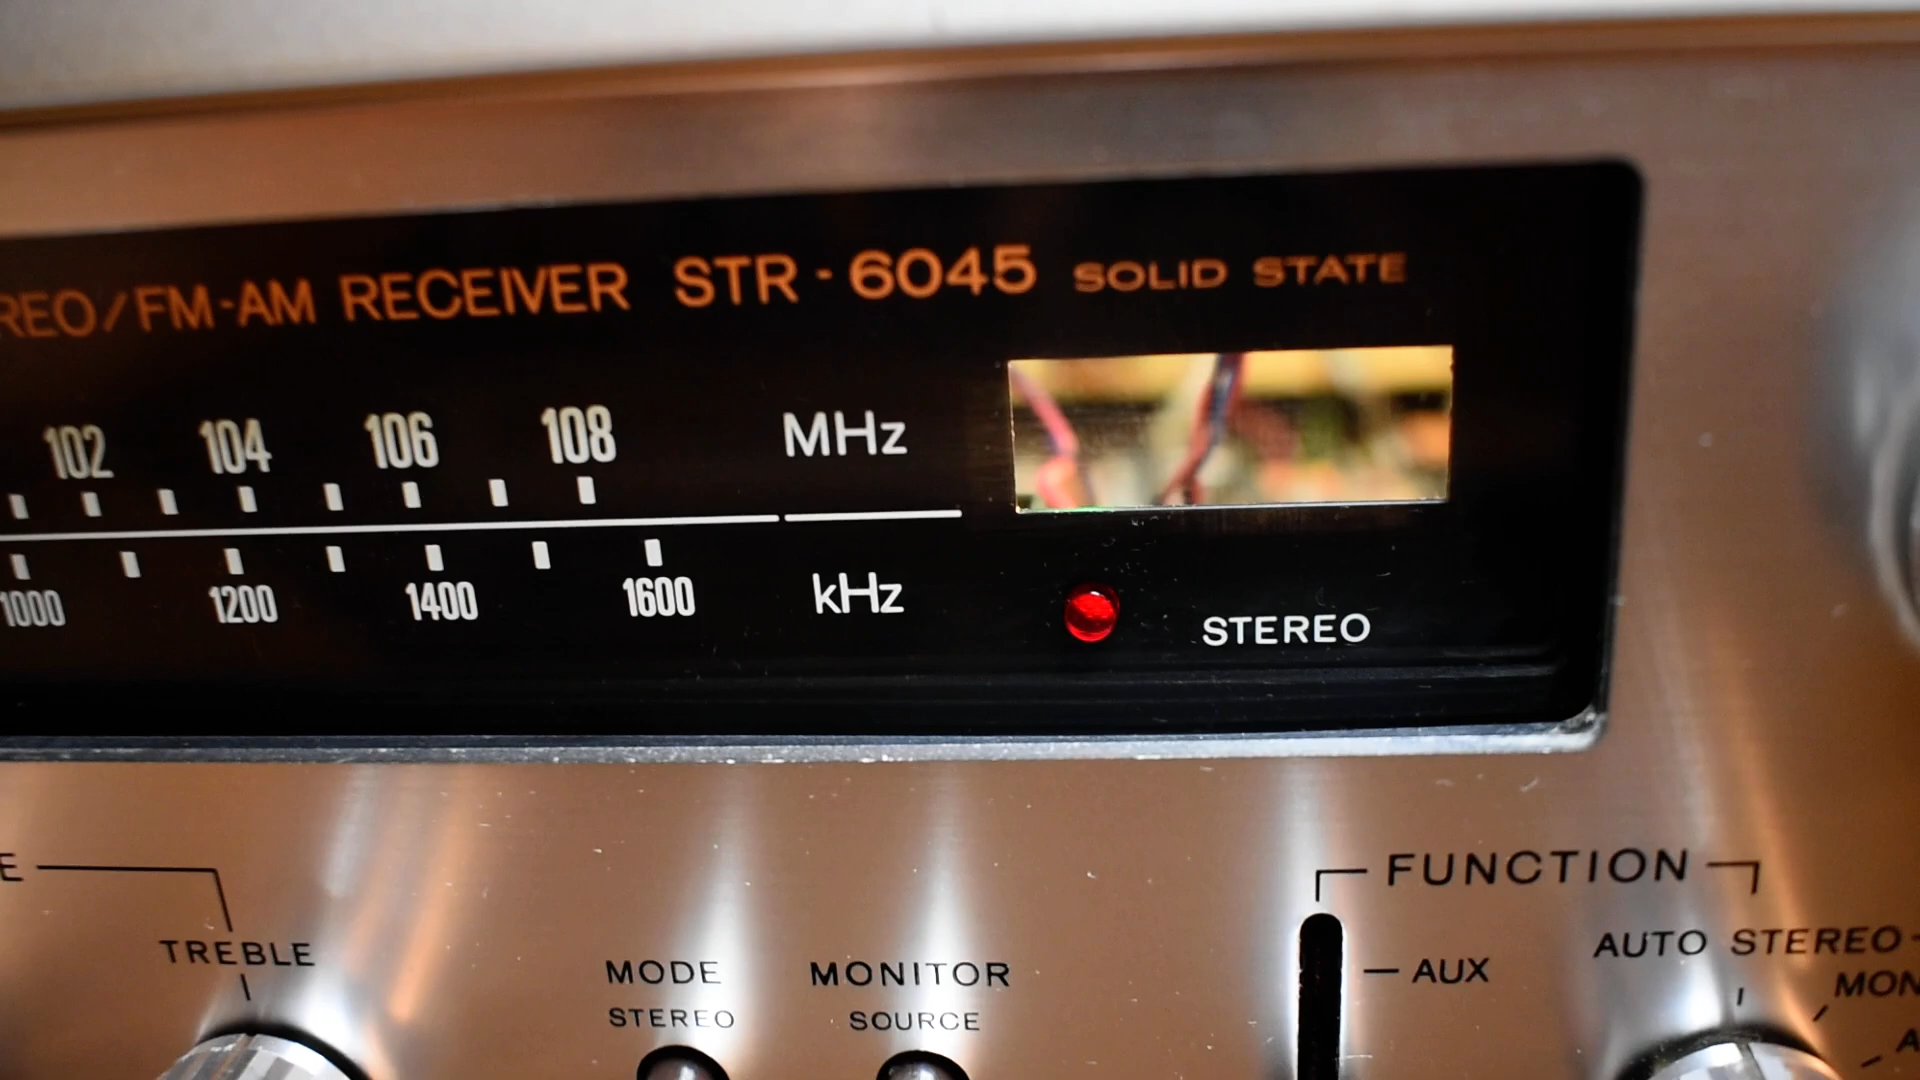 REO/FM-AM RECEIVER STR-6045 SOLID STATE
102 104 106 108 MHz
1000 1200 1400 1600 kHz
STEREO
E
TREBLE
MODE
STEREO
MONITOR
SOURCE
FUNCTION
AUX
AUTO STEREO
MON
A